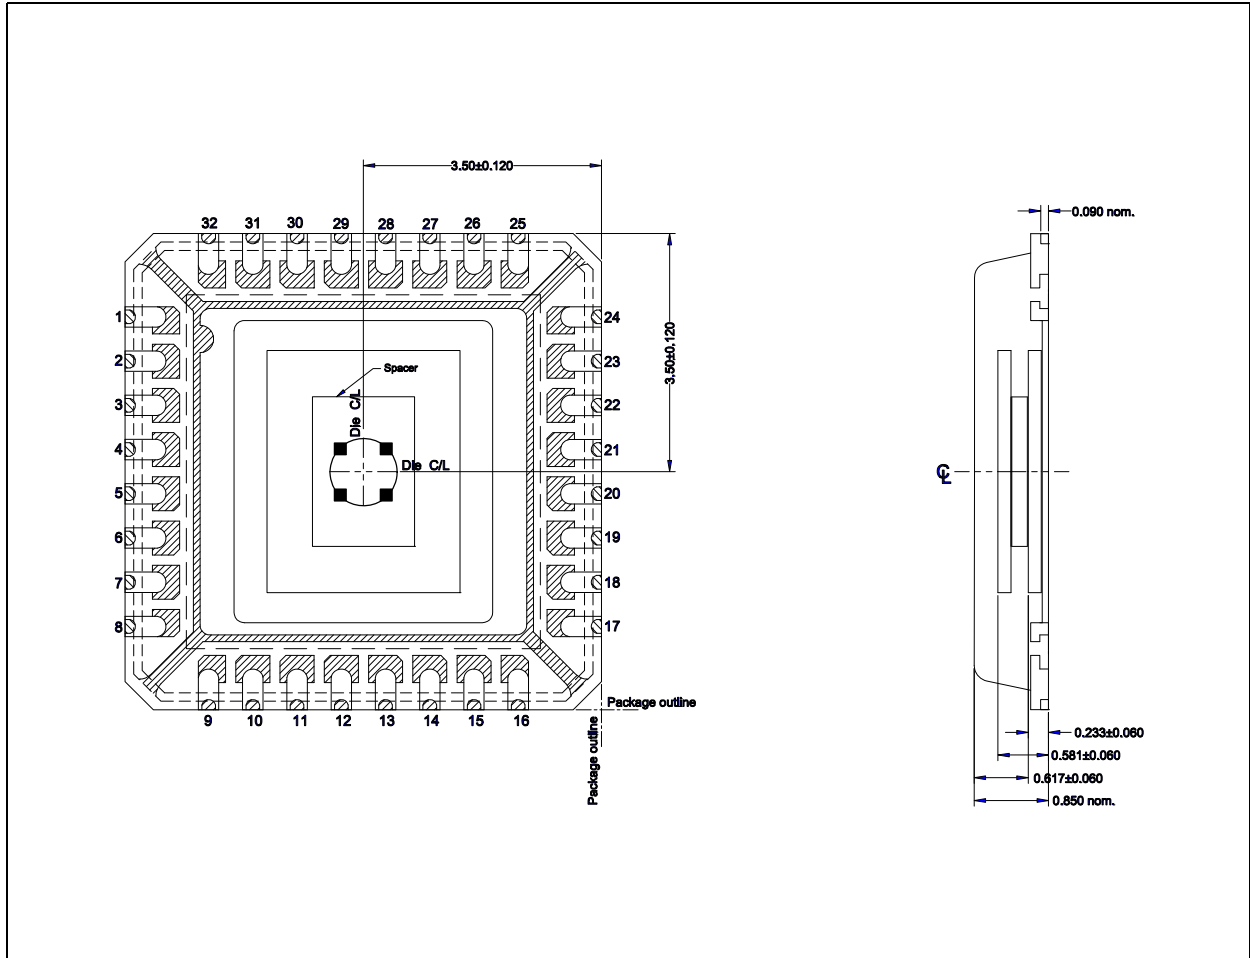 3.50±0.120
0.090 nom.
32 31 30 29 28 27 26 25
1
2
3
4
5
6
7
8
24
23
22
21
20
19
18
17
3.50±0.120
Spacer
Die C/L
Die C/L
CL
9 10 11 12 13 14 15 16
Package outline
Package outline
0.233±0.060
0.581±0.060
0.617±0.060
0.850 nom.